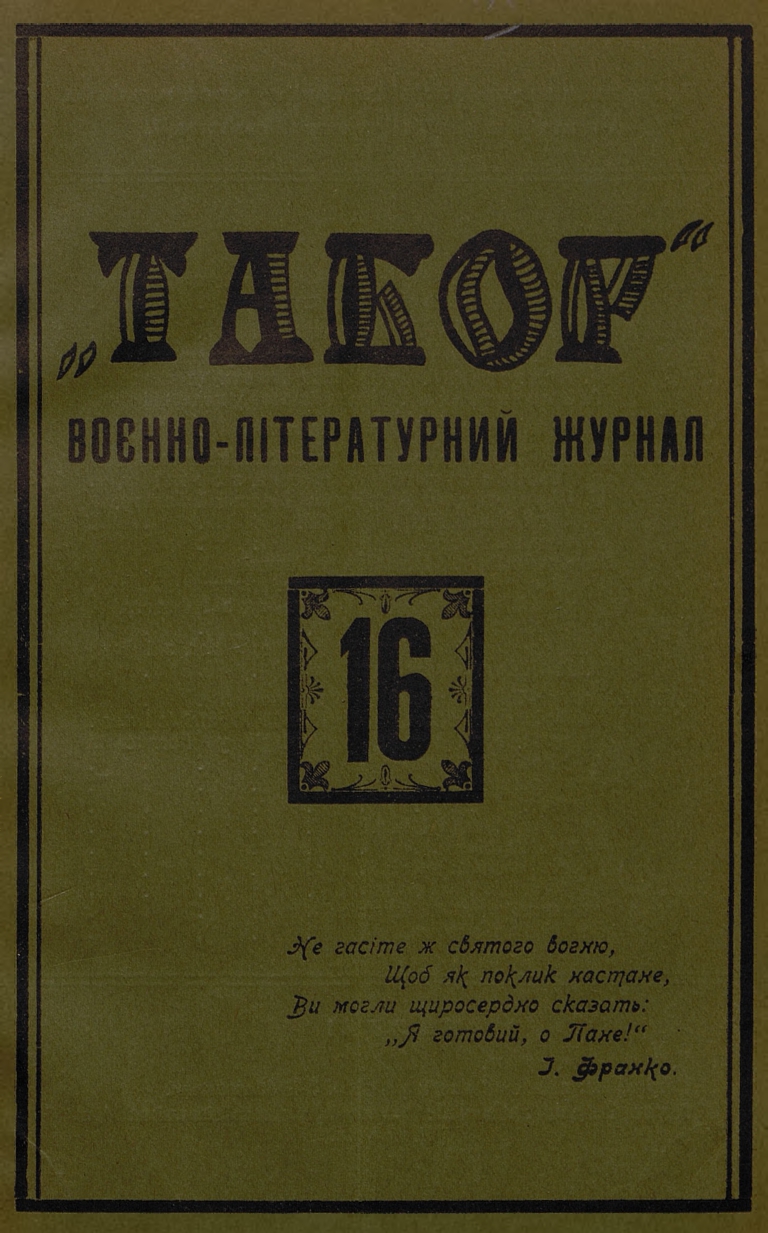 „ТАБОР“
ВОЄННО-ЛІТЕРАТУРНИЙ ЖУРНАЛ
16
Не гасіте ж святого вогню,
Щоб як поклик настане,
Ви могли щиросердно сказать:
„Я готовий, о Пане!“
І. Франко.